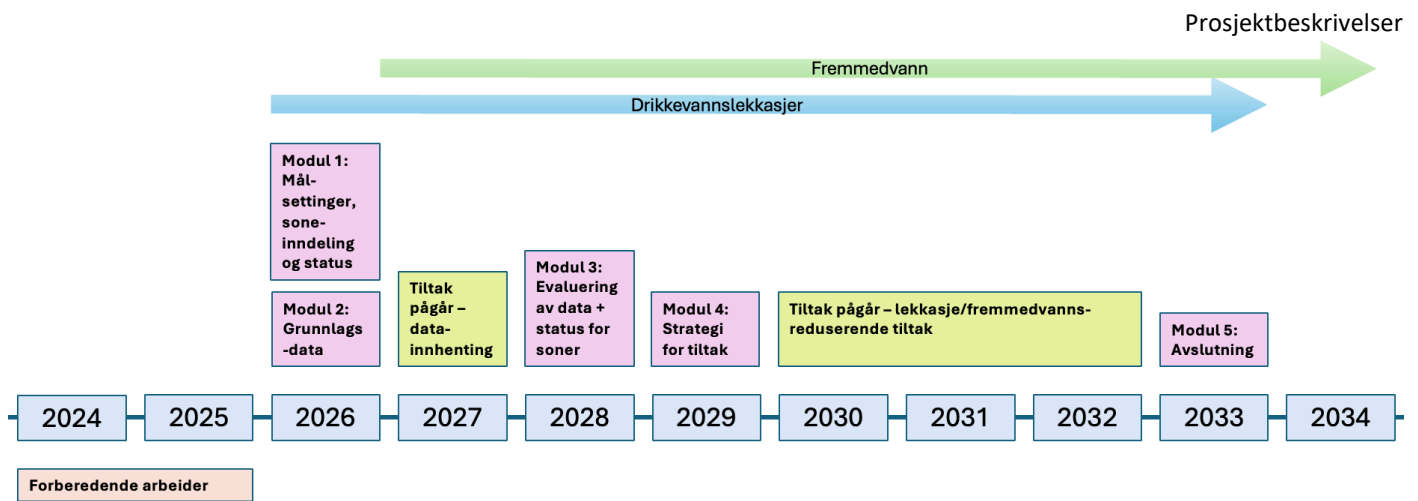 Prosjektbeskrivelser
Fremmedvann
Drikkevannslekkasjer
Modul 1:
Mål-
settinger,
sone-
inndeling
og status
Modul 2:
Grunnlags
-data
Tiltak
pågår –
data-
innhenting
Modul 3:
Evaluering
av data +
status for
soner
Modul 4:
Strategi
for tiltak
Tiltak pågår – lekkasje/fremmedvanns-
reduserende tiltak
Modul 5:
Avslutning
2024 2025 2026 2027 2028 2029 2030 2031 2032 2033 2034
Forberedende arbeider